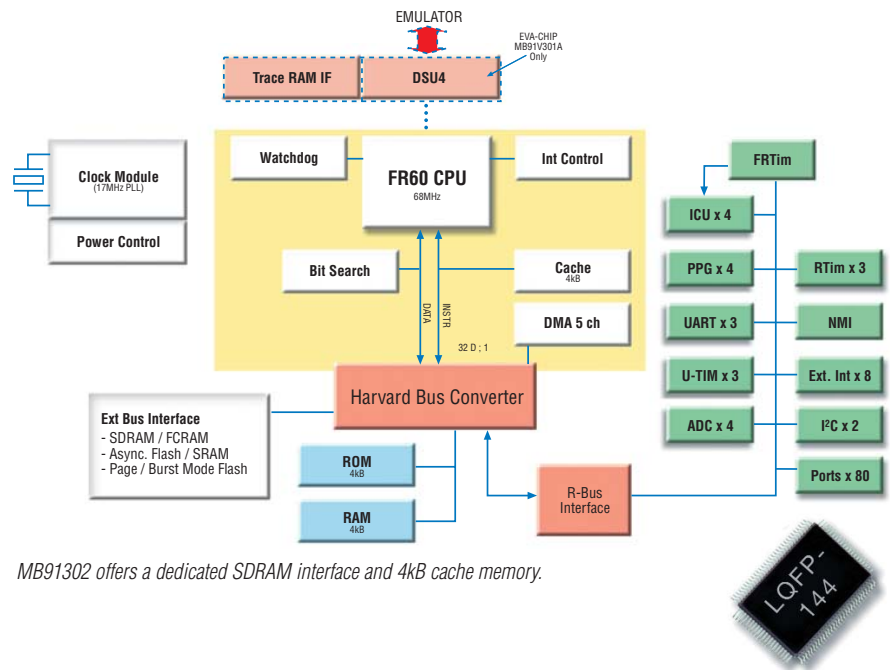 EMULATOR
EVA-CHIP
MB91V301A
Only
Trace RAM IF
DSU4
Clock Module
(17MHz PLL)
Power Control
Watchdog
FR60 CPU
68MHz
Int Control
Bit Search
Cache
4kB
DATA
INSTR
DMA 5 ch
32 D ; 1
Harvard Bus Converter
Ext Bus Interface
- SDRAM / FCRAM
- Async. Flash / SRAM
- Page / Burst Mode Flash
ROM
4kB
RAM
4kB
R-Bus
Interface
FRTim
ICU x 4
PPG x 4
RTim x 3
UART x 3
NMI
U-TIM x 3
Ext. Int x 8
ADC x 4
I²C x 2
Ports x 80
MB91302 offers a dedicated SDRAM interface and 4kB cache memory.
LQFP-
144